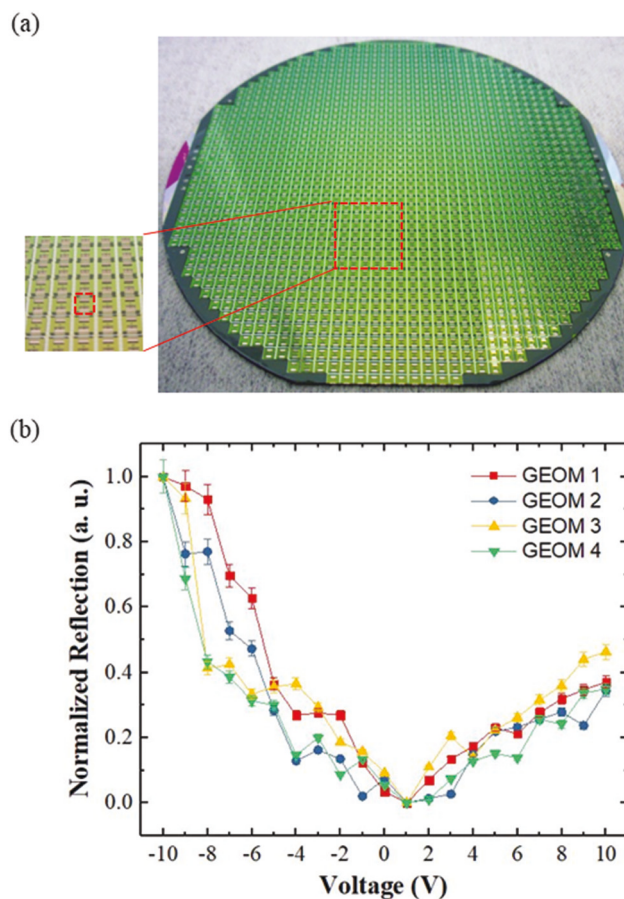 (a)
(b)
Normalized Reflection (a. u.)
1.0
0.8
0.6
0.4
0.2
0.0
GEOM 1
GEOM 2
GEOM 3
GEOM 4
-10 -8 -6 -4 -2 0 2 4 6 8 10
Voltage (V)